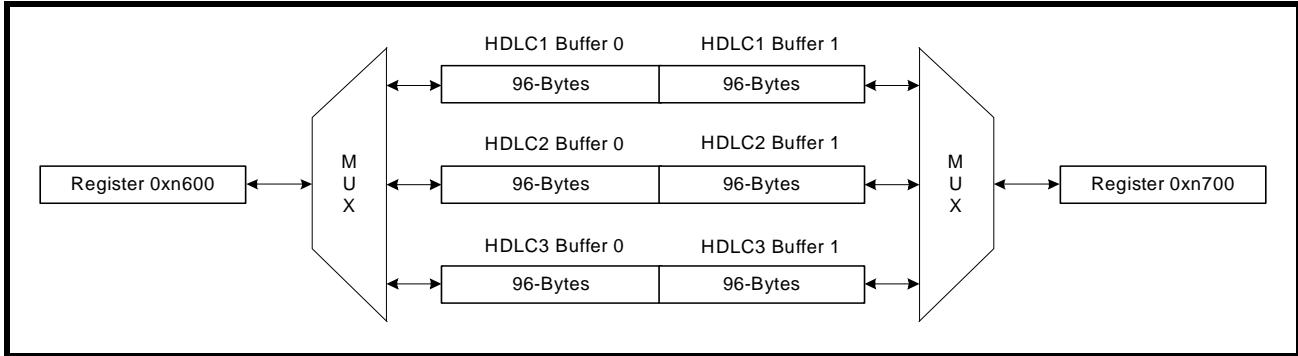 HDLC1 Buffer 0 HDLC1 Buffer 1
96-Bytes 96-Bytes
HDLC2 Buffer 0 HDLC2 Buffer 1
Register 0xn600 M U X 96-Bytes 96-Bytes M U X Register 0xn700
HDLC3 Buffer 0 HDLC3 Buffer 1
96-Bytes 96-Bytes